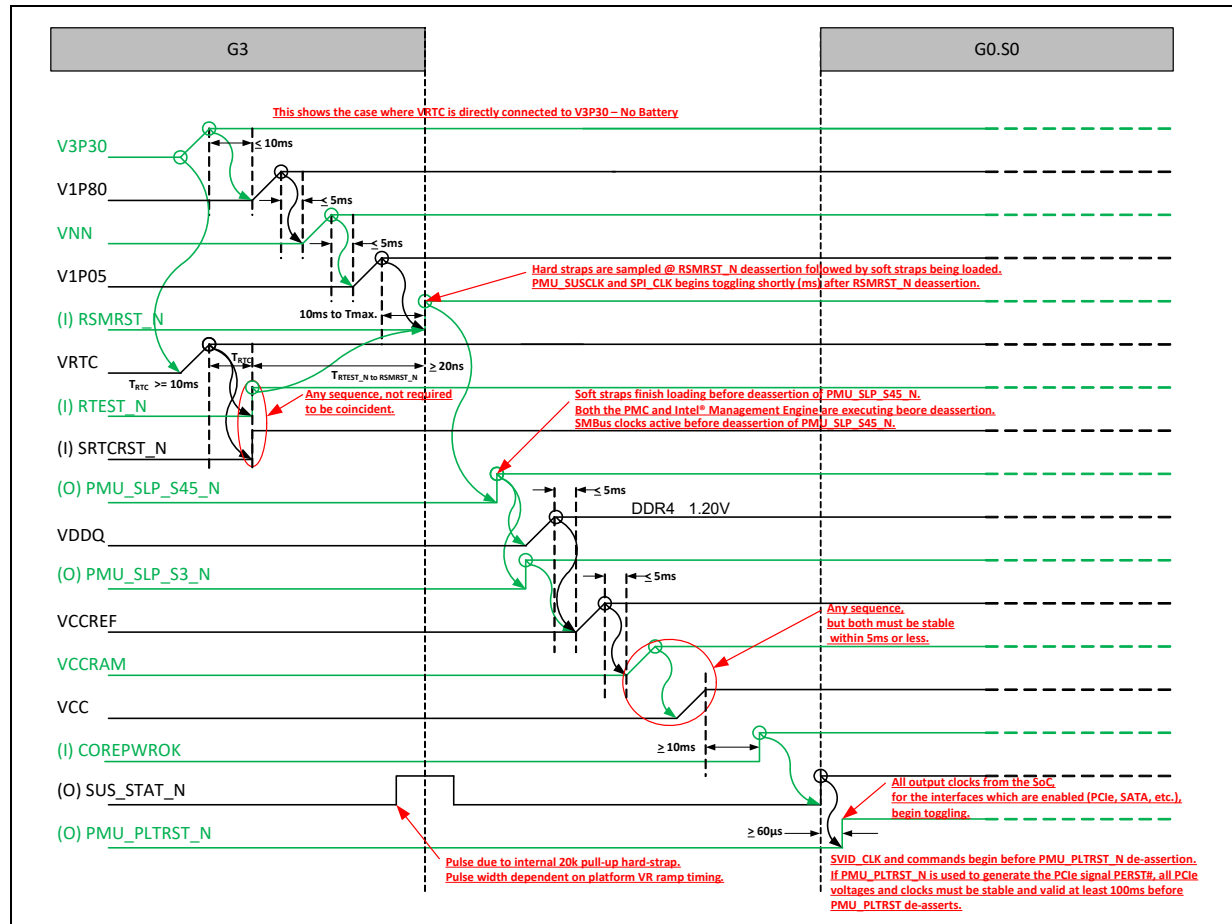 G3
G0.S0
This shows the case where VRTC is directly connected to V3P30 – No Battery
V3P30
≤ 10ms
V1P80
≤ 5ms
VNN
≤ 5ms
V1P05
Hard straps are sampled @ RSMRST_N deassertion followed by soft straps being loaded.
PMU_SUSCLK and SPI_CLK begins toggling shortly (ms) after RSMRST_N deassertion.
10ms to Tmax.
(I) RSMRST_N
VRTC
TRTC
≥ 20ns
TRTC >= 10ms
TRTEST_N to RSMRST_N
(I) RTEST_N
Any sequence, not required
to be coincident.
Soft straps finish loading before deassertion of PMU_SLP_S45_N.
Both the PMC and Intel® Management Engine are executing beore deassertion.
SMBus clocks active before deassertion of PMU_SLP_S45_N.
(I) SRTCRST_N
(O) PMU_SLP_S45_N
≤ 5ms
DDR4 1.20V
VDDQ
(O) PMU_SLP_S3_N
≤ 5ms
VCCREF
Any sequence,
but both must be stable
within 5ms or less.
VCCRAM
VCC
≥ 10ms
(I) COREPWROK
(O) SUS_STAT_N
All output clocks from the SoC,
for the interfaces which are enabled (PCIe, SATA, etc.),
begin toggling.
(O) PMU_PLTRST_N
≥ 60µs
Pulse due to internal 20k pull-up hard-strap.
Pulse width dependent on platform VR ramp timing.
SVID_CLK and commands begin before PMU_PLTRST_N de-assertion.
If PMU_PLTRST_N is used to generate the PCIe signal PERST#, all PCIe
voltages and clocks must be stable and valid at least 100ms before
PMU_PLTRST de-asserts.